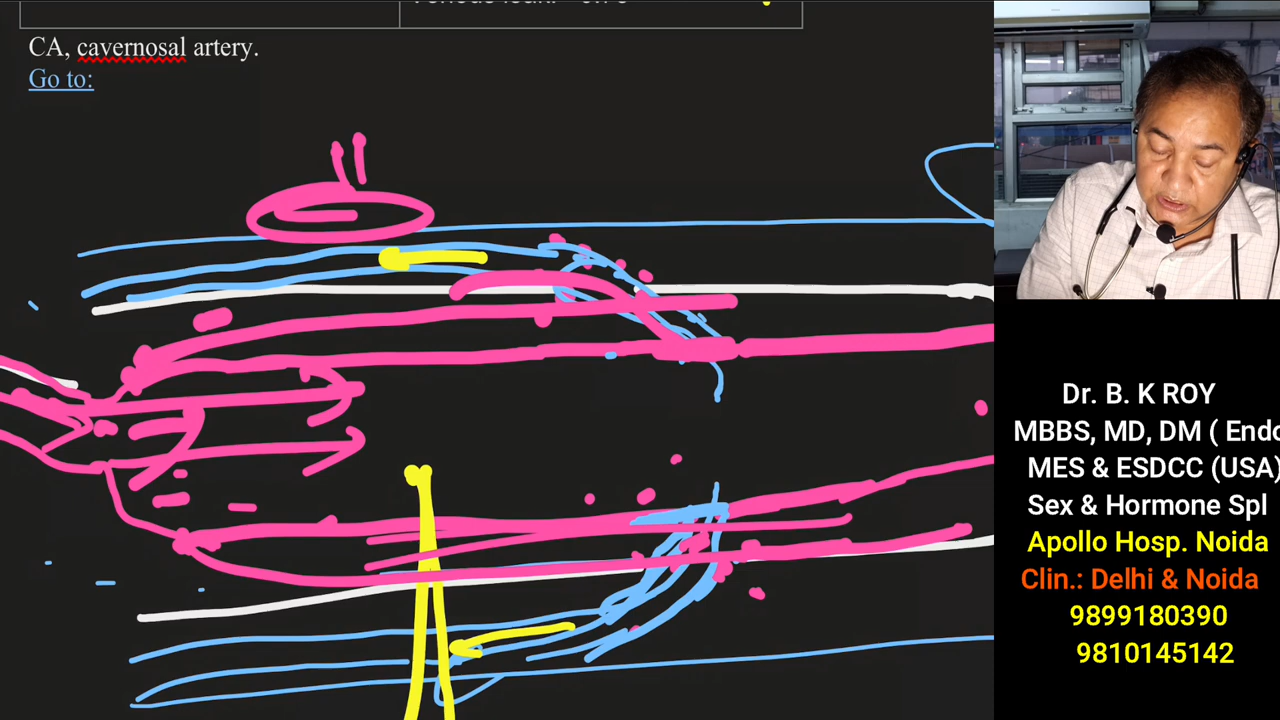 CA, cavernosal artery.
Go to:
Dr. B. K ROY
MBBS, MD, DM ( Endo
MES & ESDCC (USA)
Sex & Hormone Spl
Apollo Hosp. Noida
Clin.: Delhi & Noida
9899180390
9810145142